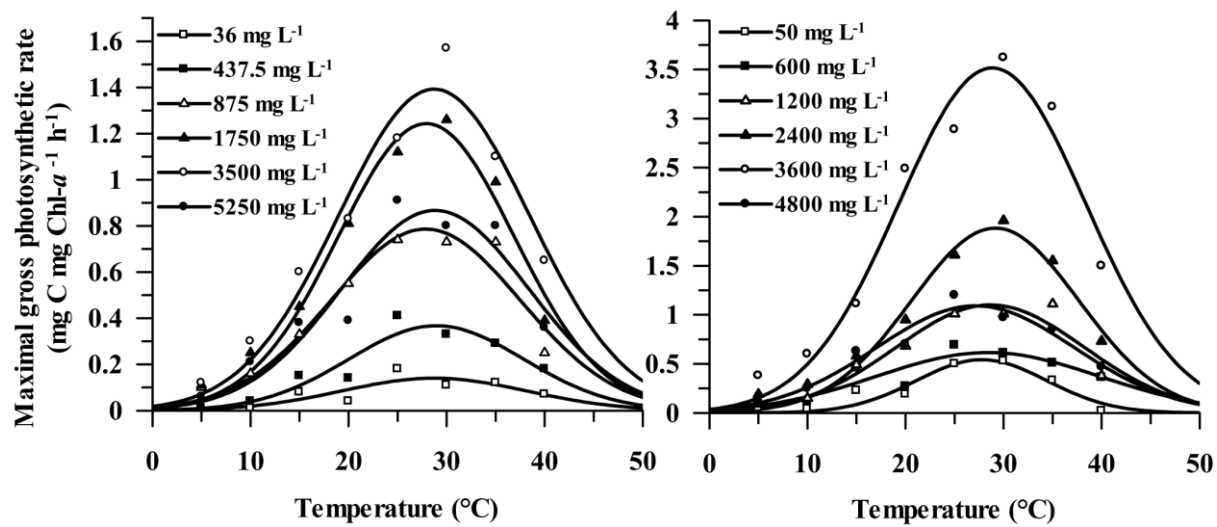 Maximal gross photosynthetic rate
(mg C mg Chl-a ⁻¹ h⁻¹)
1.6
1.4
1.2
1
0.8
0.6
0.4
0.2
0
36 mg L⁻¹
437.5 mg L⁻¹
875 mg L⁻¹
1750 mg L⁻¹
3500 mg L⁻¹
5250 mg L⁻¹
0 10 20 30 40 50
Temperature (°C)
4
3.5
3
2.5
2
1.5
1
0.5
0
50 mg L⁻¹
600 mg L⁻¹
1200 mg L⁻¹
2400 mg L⁻¹
3600 mg L⁻¹
4800 mg L⁻¹
0 10 20 30 40 50
Temperature (°C)